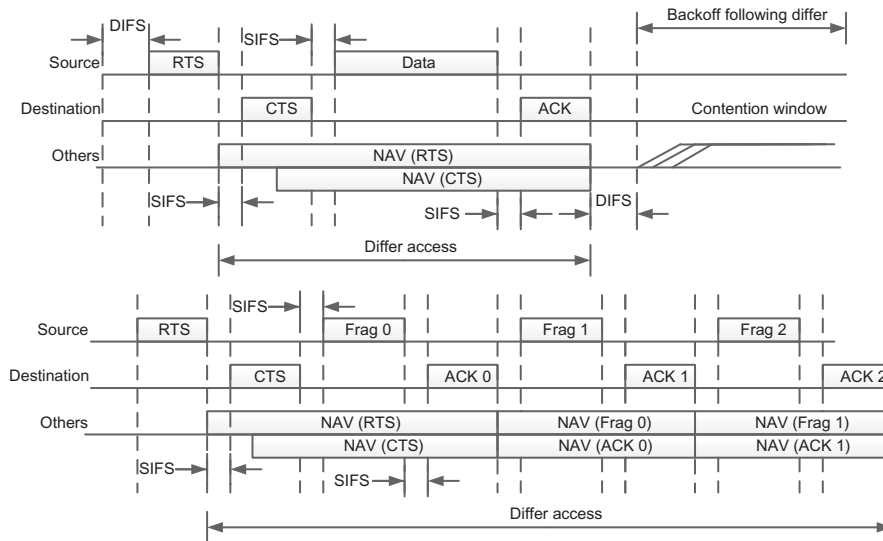 Backoff following differ
DIFS
SIFS
Source
RTS
Data
Destination
CTS
ACK
Contention window
Others
NAV (RTS)
NAV (CTS)
SIFS
SIFS
DIFS
Differ access
SIFS
Source
RTS
Frag 0
Frag 1
Frag 2
Destination
CTS
ACK 0
ACK 1
ACK 2
Others
NAV (RTS)
NAV (Frag 0)
NAV (Frag 1)
NAV (CTS)
NAV (ACK 0)
NAV (ACK 1)
SIFS
SIFS
Differ access